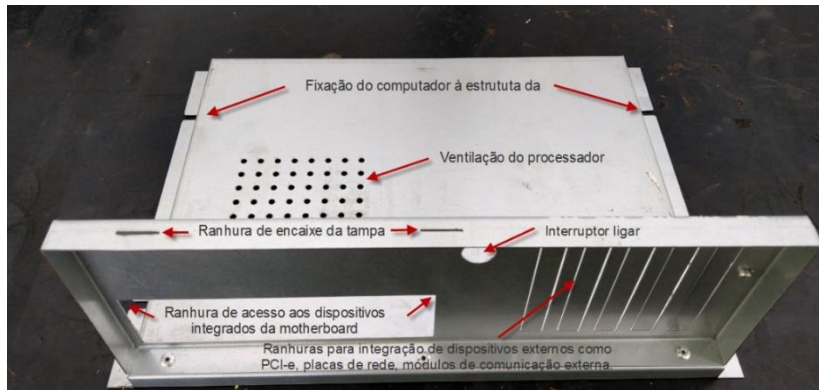 Fixação do computador à estrututa da
Ventilação do processador
Ranhura de encaixe da tampa
Interruptor ligar
Ranhura de acesso aos dispositivos
integrados da motherboard
Ranhuras para integração de dispositivos externos como
PCI-e, placas de rede, módulos de comunicação externa.